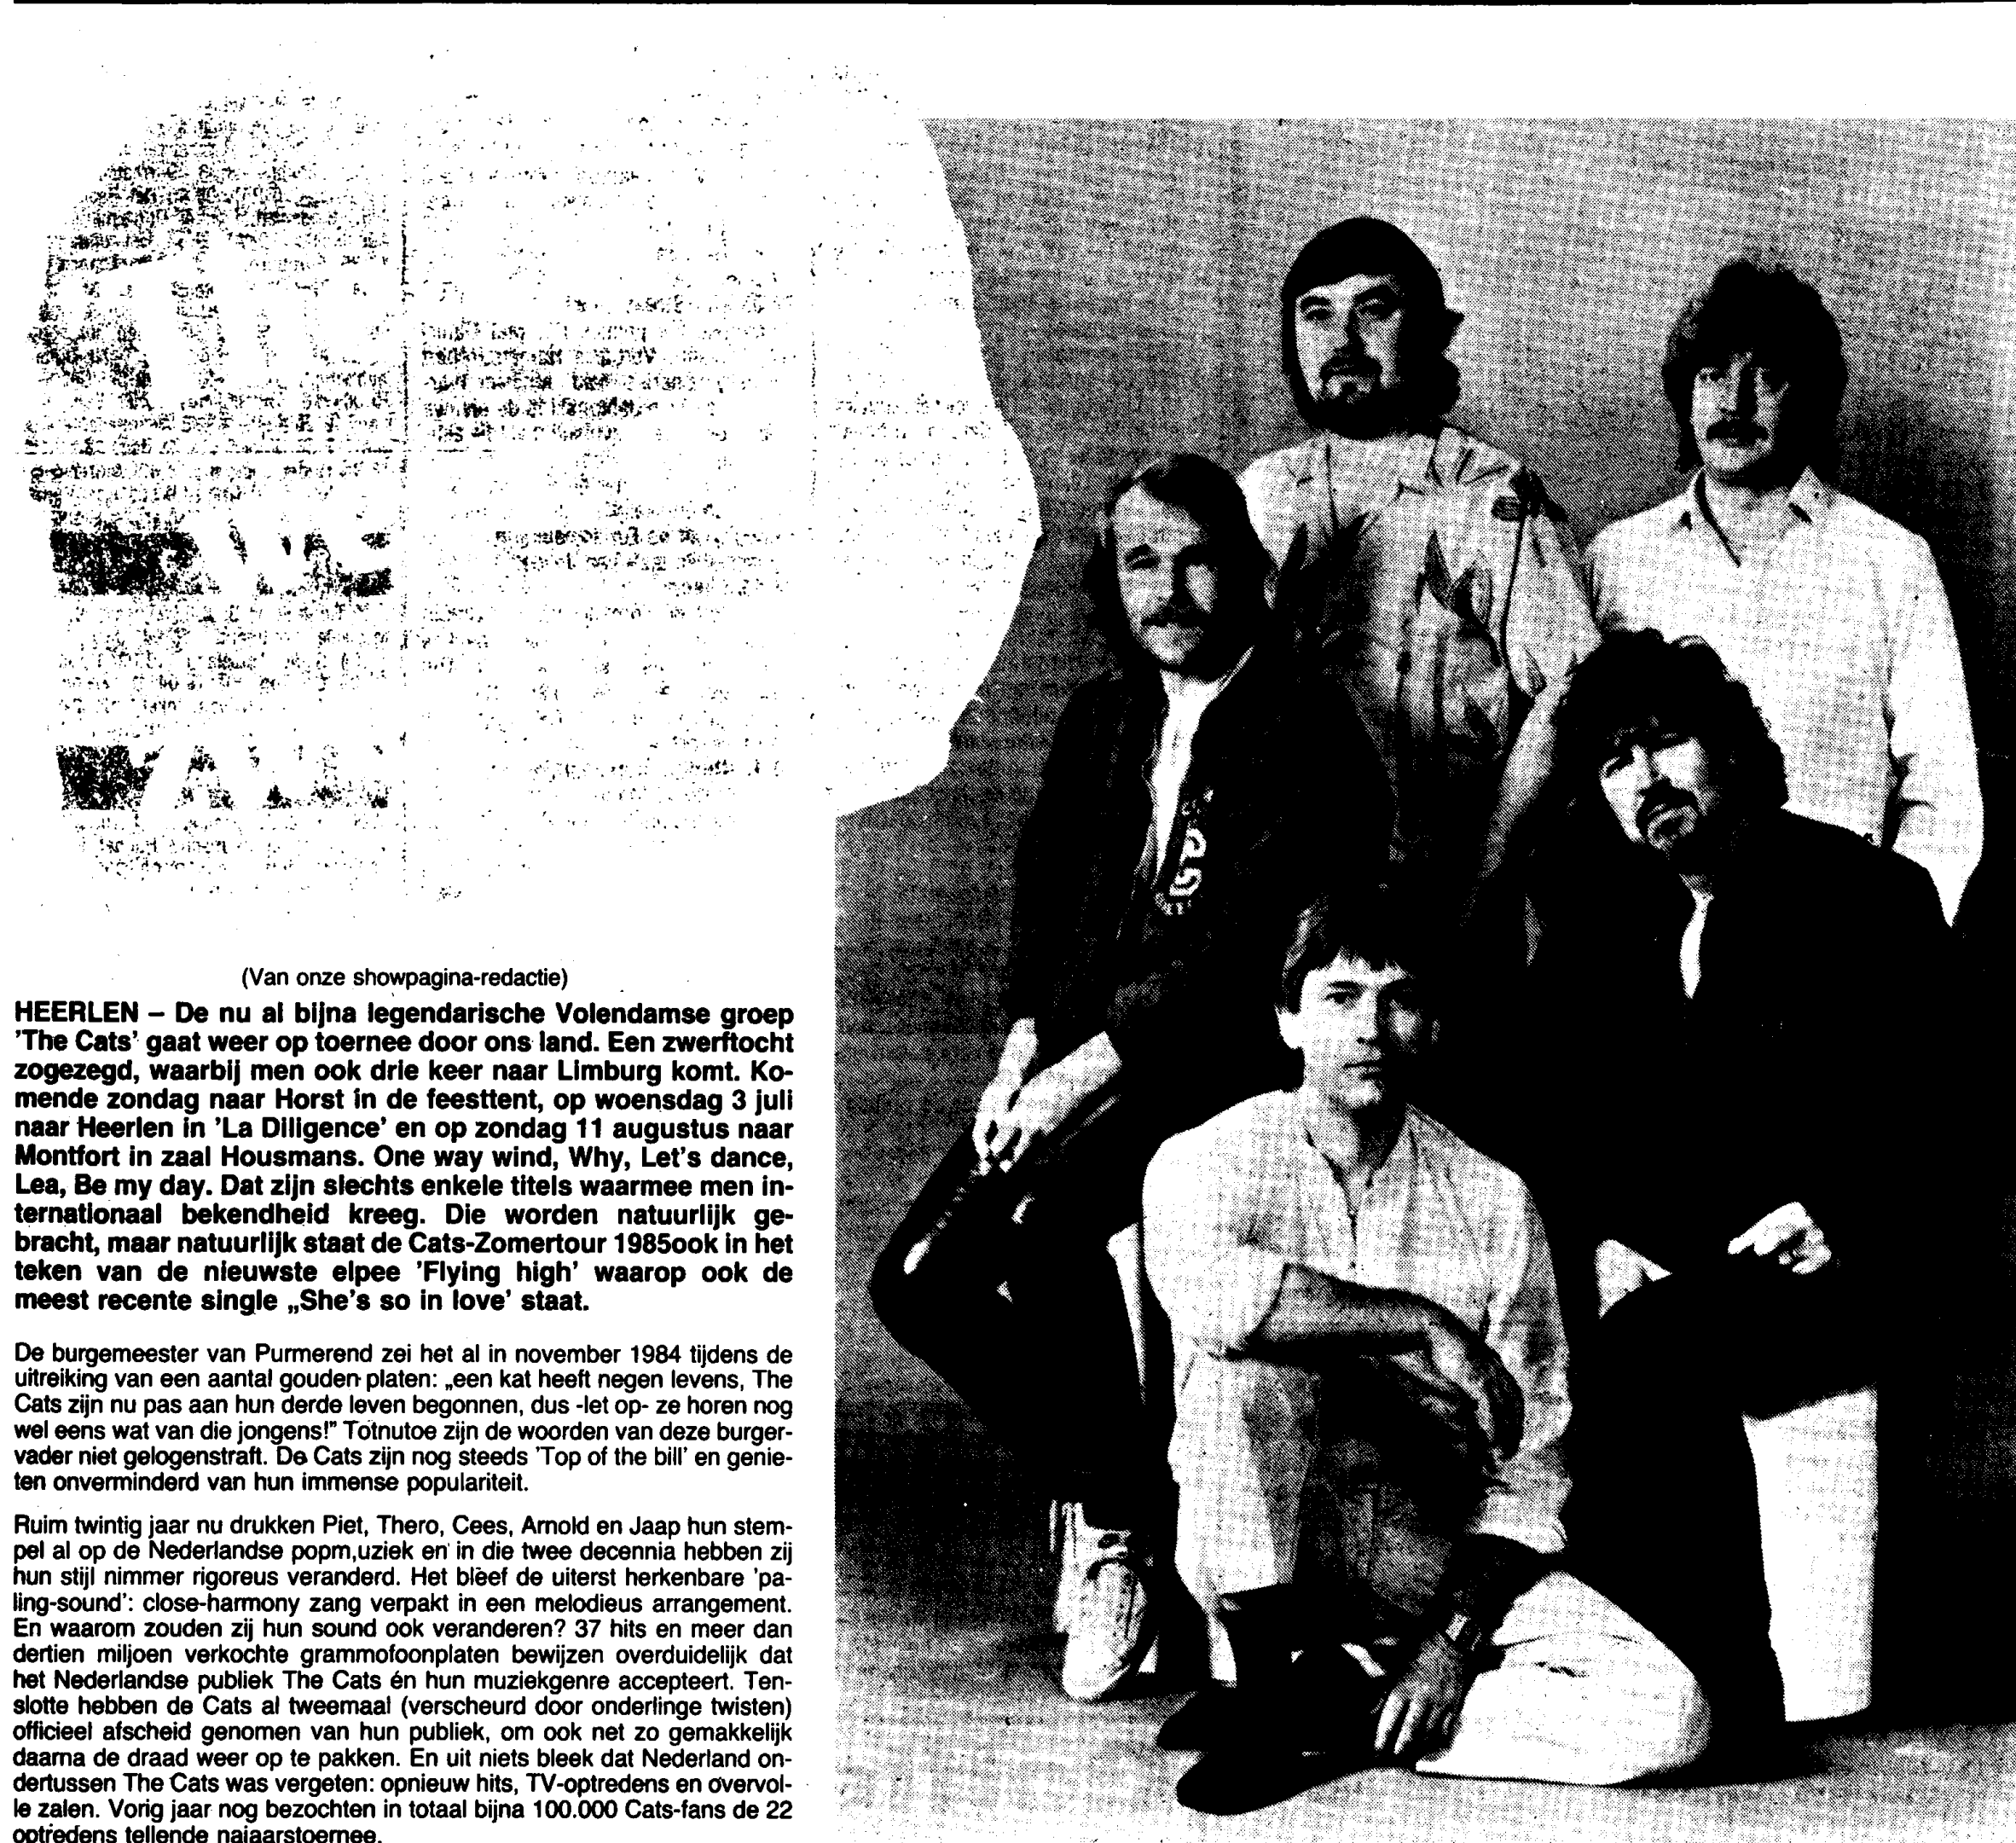 (Van onze showpagina-redactie)
HEERLEN – De nu al bijna legendarische Volendamse groep
'The Cats' gaat weer op toernee door ons land. Een zwerftocht
zogezegd, waarbij men ook drie keer naar Limburg komt. Ko-
mende zondag naar Horst in de feesttent, op woensdag 3 juli
naar Heerlen in 'La Diligence' en op zondag 11 augustus naar
Montfort in zaal Housmans. One way wind, Why, Let's dance,
Lea, Be my day. Dat zijn slechts enkele titels waarmee men in-
ternationaal bekendheid kreeg. Die worden natuurlijk ge-
bracht, maar natuurlijk staat de Cats-Zomertour 1985ook in het
teken van de nieuwste elpee 'Flying high' waarop ook de
meest recente single „She's so in love' staat.
De burgemeester van Purmerend zei het al in november 1984 tijdens de
uitreiking van een aantal gouden platen: „een kat heeft negen levens, The
Cats zijn nu pas aan hun derde leven begonnen, dus -let op- ze horen nog
wel eens wat van die jongens!" Totnutoe zijn de woorden van deze burger-
vader niet gelogenstraft. De Cats zijn nog steeds 'Top of the bill' en genie-
ten onverminderd van hun immense populariteit.
Ruim twintig jaar nu drukken Piet, Thero, Cees, Arnold en Jaap hun stem-
pel al op de Nederlandse popm,uziek en in die twee decennia hebben zij
hun stijl nimmer rigoreus veranderd. Het bleef de uiterst herkenbare 'pa-
ling-sound': close-harmony zang verpakt in een melodieus arrangement.
En waarom zouden zij hun sound ook veranderen? 37 hits en meer dan
dertien miljoen verkochte grammofoonplaten bewijzen overduidelijk dat
het Nederlandse publiek The Cats én hun muziekgenre accepteert. Ten-
slotte hebben de Cats al tweemaal (verscheurd door onderlinge twisten)
officieel afscheid genomen van hun publiek, om ook net zo gemakkelijk
daarna de draad weer op te pakken. En uit niets bleek dat Nederland on-
dertussen The Cats was vergeten: opnieuw hits, TV-optredens en overvol-
le zalen. Vorig jaar nog bezochten in totaal bijna 100.000 Cats-fans de 22
optredens tellende najaarstoernee.